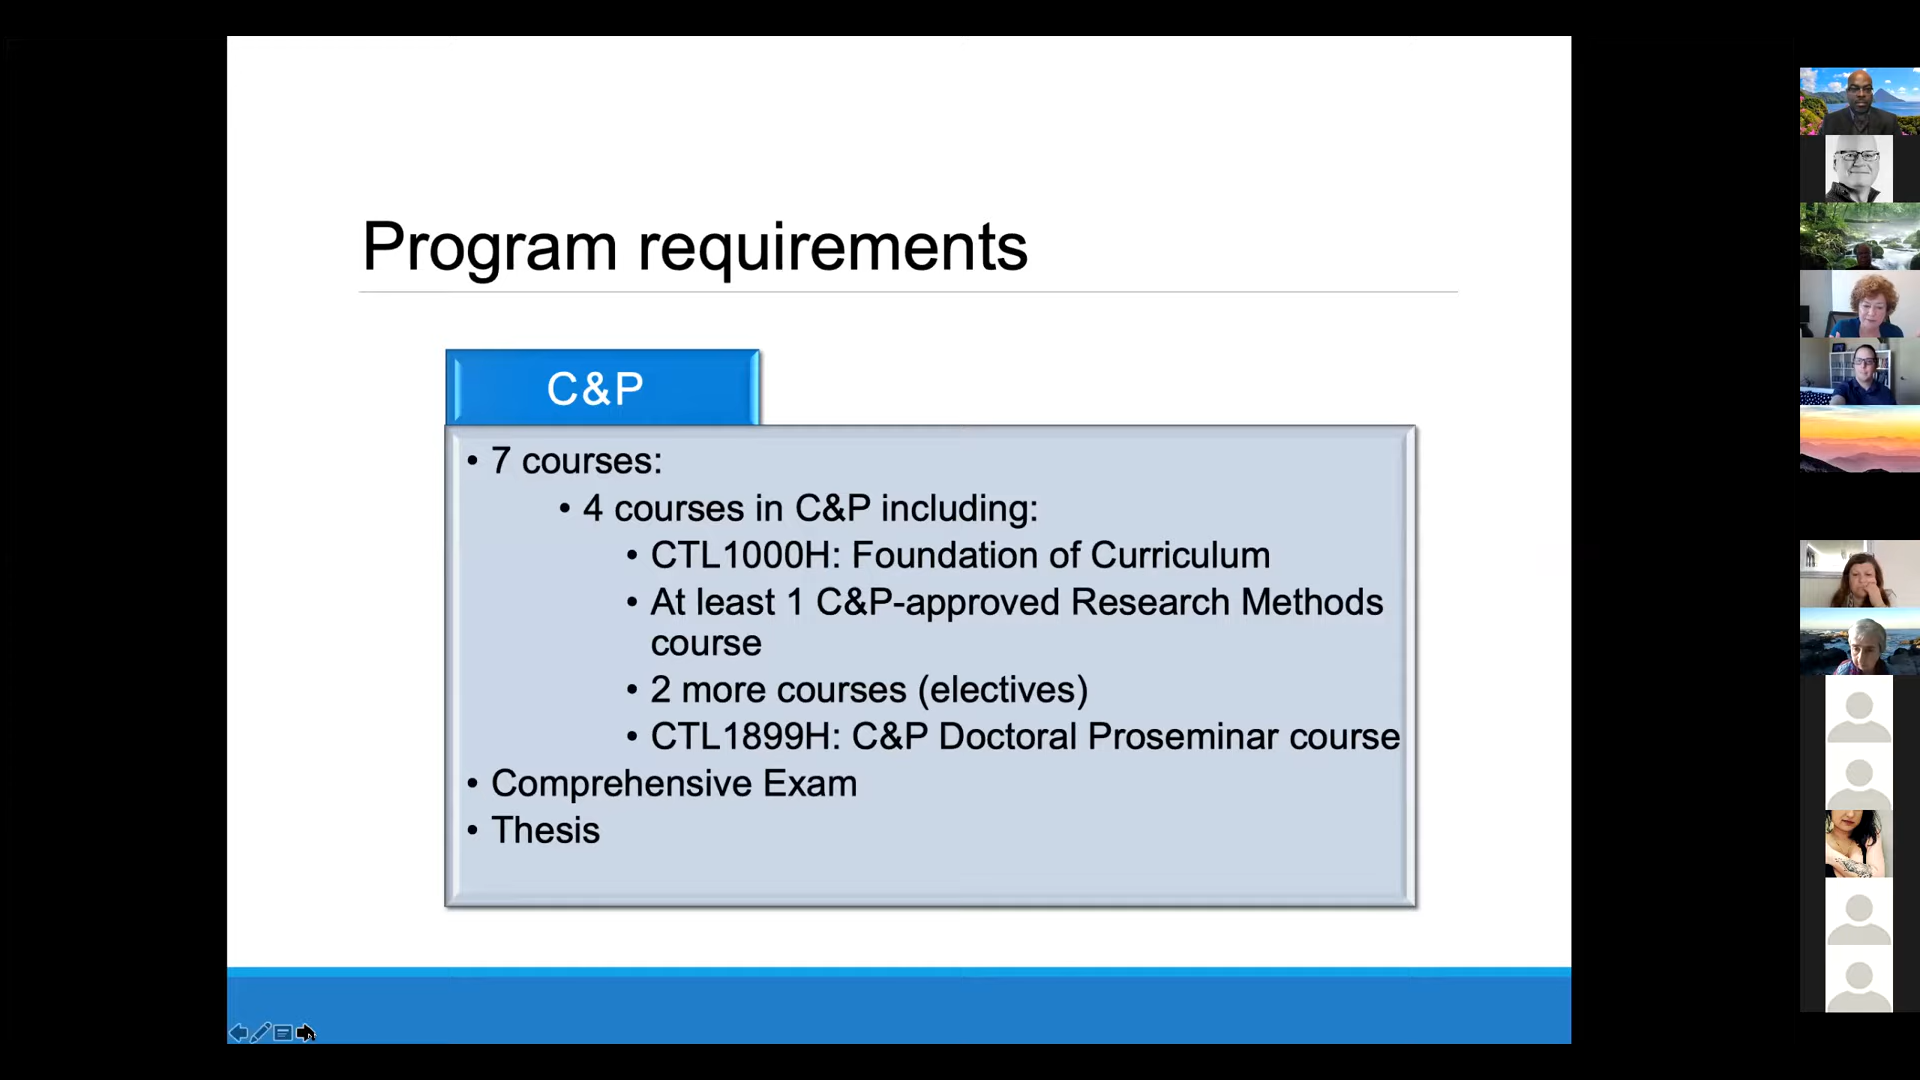 Program requirements
C&P
• 7 courses:
• 4 courses in C&P including:
• CTL1000H: Foundation of Curriculum
• At least 1 C&P-approved Research Methods
course
• 2 more courses (electives)
• CTL1899H: C&P Doctoral Proseminar course
• Comprehensive Exam
• Thesis